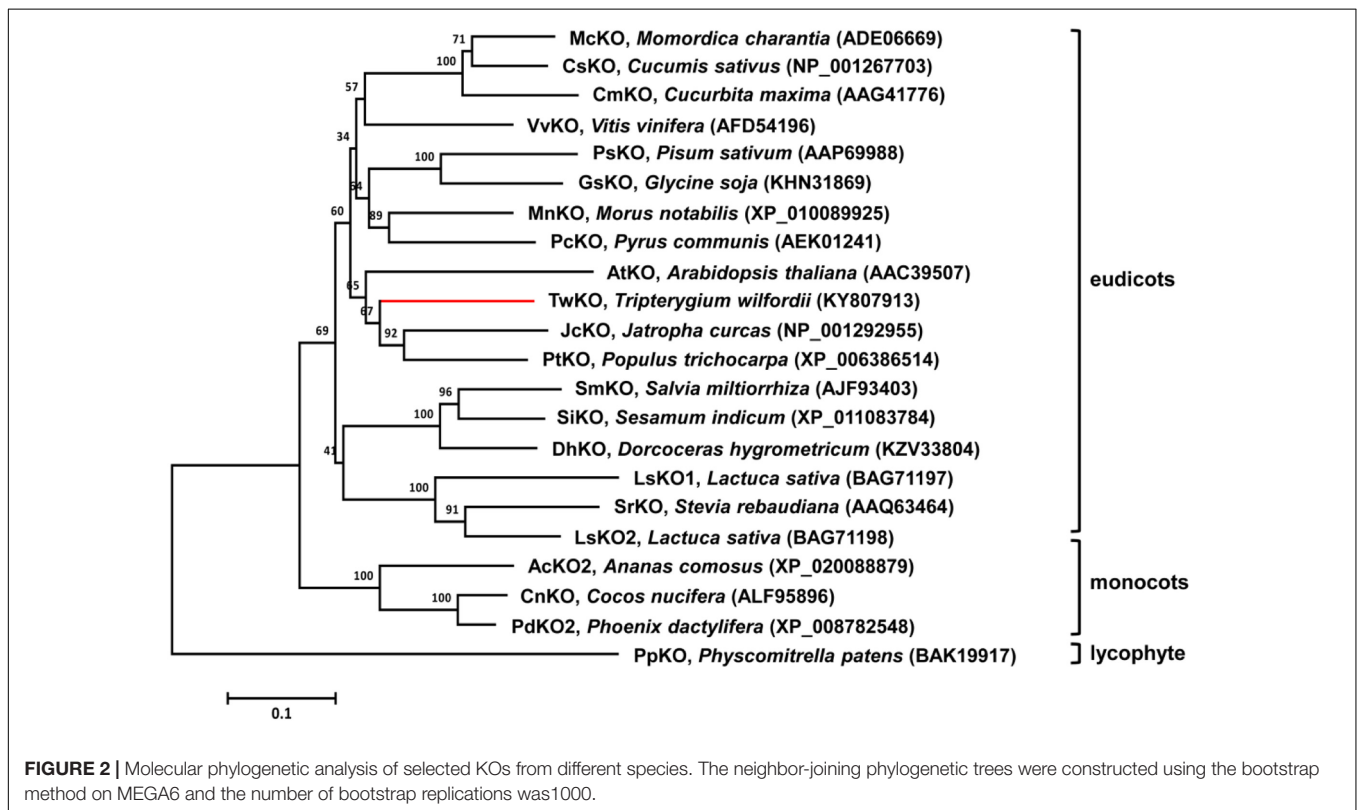 71
McKO, Momordica charantia (ADE06669)
100
CsKO, Cucumis sativus (NP_001267703)
57
CmKO, Cucurbita maxima (AAG41776)
VvKO, Vitis vinifera (AFD54196)
34
100
PsKO, Pisum sativum (AAP69988)
GsKO, Glycine soja (KHN31869)
64
89
MnKO, Morus notabilis (XP_010089925)
60
PcKO, Pyrus communis (AEK01241)
AtKO, Arabidopsis thaliana (AAC39507)
eudicots
65
TwKO, Tripterygium wilfordii (KY807913)
67
92
JcKO, Jatropha curcas (NP_001292955)
69
PtKO, Populus trichocarpa (XP_006386514)
96
SmKO, Salvia miltiorrhiza (AJF93403)
100
SiKO, Sesamum indicum (XP_011083784)
41
DhKO, Dorcoceras hygrometricum (KZV33804)
100
LsKO1, Lactuca sativa (BAG71197)
91
SrKO, Stevia rebaudiana (AAQ63464)
LsKO2, Lactuca sativa (BAG71198)
100
AcKO2, Ananas comosus (XP_020088879)
monocots
100
CnKO, Cocos nucifera (ALF95896)
PdKO2, Phoenix dactylifera (XP_008782548)
PpKO, Physcomitrella patens (BAK19917)
lycophyte
0.1
FIGURE 2 | Molecular phylogenetic analysis of selected KOs from different species. The neighbor-joining phylogenetic trees were constructed using the bootstrap
method on MEGA6 and the number of bootstrap replications was1000.